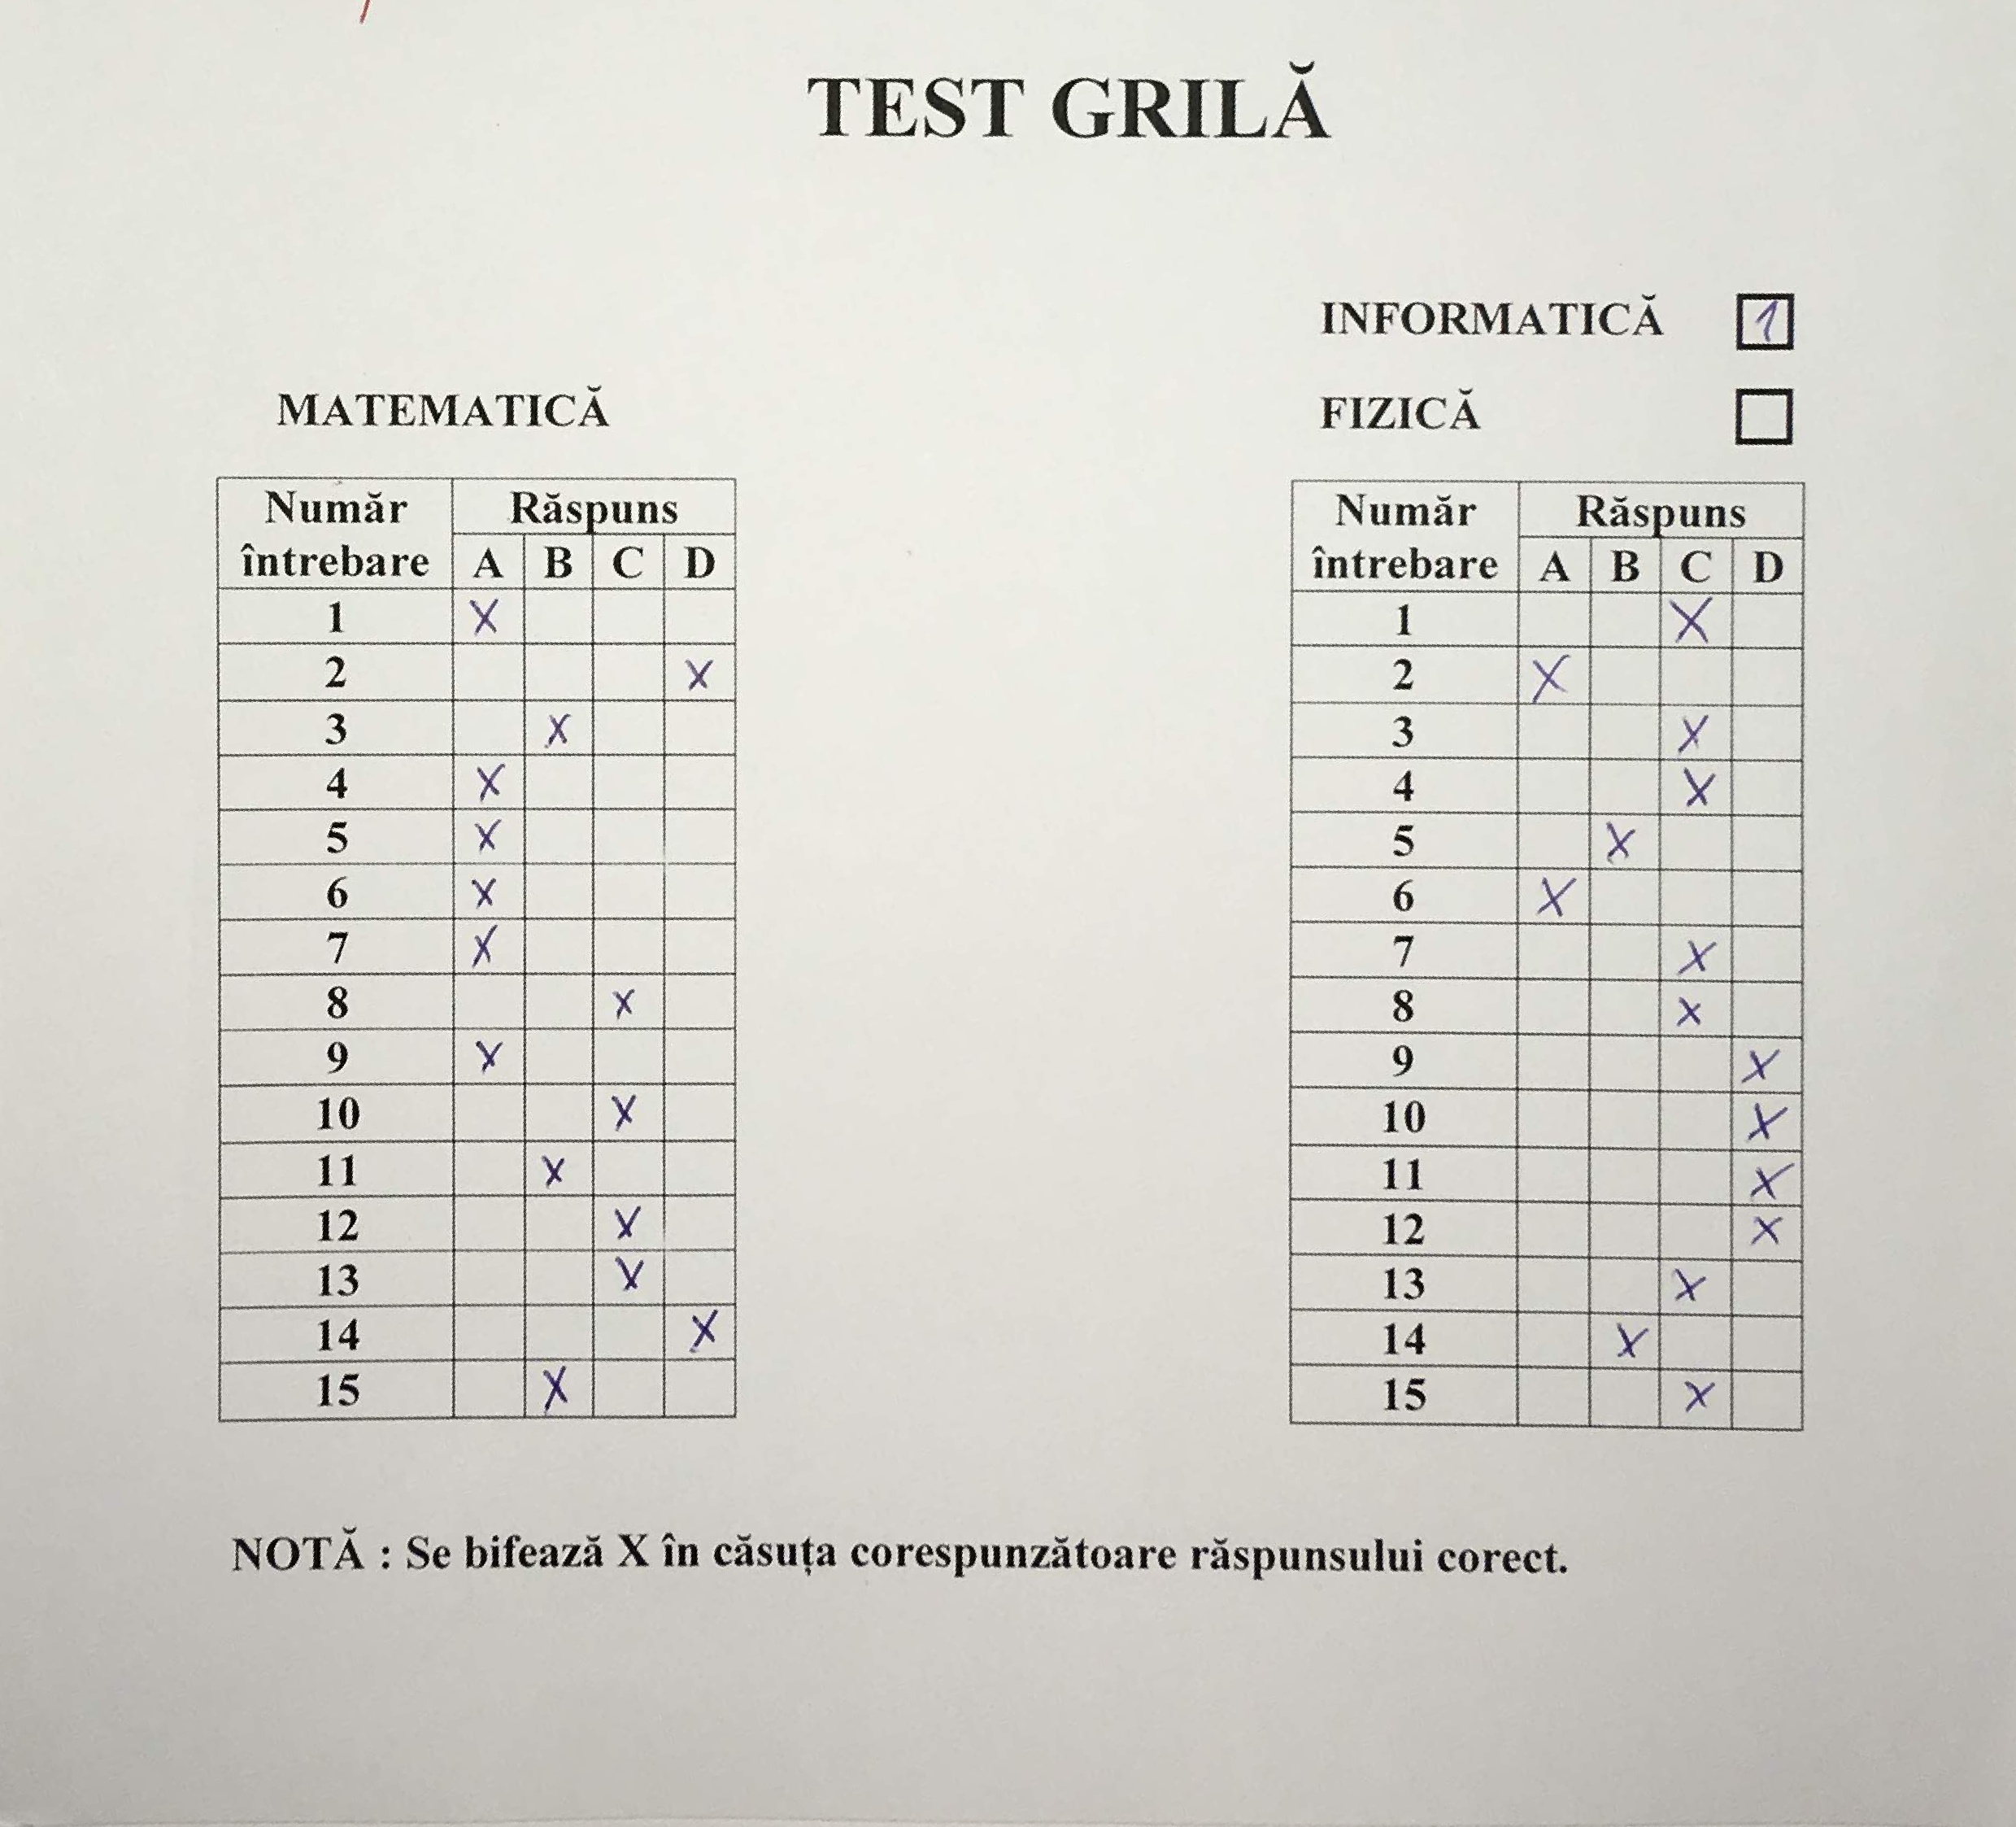 TEST GRILĂ
INFORMATICĂ 1
MATEMATICĂ
FIZICĂ
Număr întrebare Răspuns
A B C D
1 X
2 X
3 X
4 X
5 X
6 X
7 X
8 X
9 X
10 X
11 X
12 X
13 X
14 X
15 X
Număr întrebare Răspuns
A B C D
1 X
2 X
3 X
4 X
5 X
6 X
7 X
8 X
9 X
10 X
11 X
12 X
13 X
14 X
15 X
NOTĂ : Se bifează X în căsuța corespunzătoare răspunsului corect.